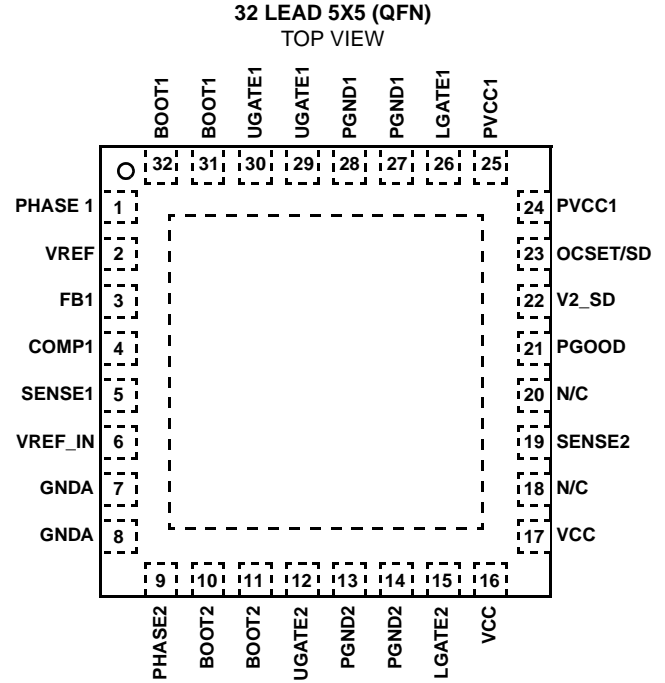 32 LEAD 5X5 (QFN)
TOP VIEW
BOOT1
BOOT1
UGATE1
UGATE1
PGND1
PGND1
LGATE1
PVCC1
32 31 30 29 28 27 26 25
PHASE 1 1
VREF 2
FB1 3
COMP1 4
SENSE1 5
VREF_IN 6
GNDA 7
GNDA 8
24 PVCC1
23 OCSET/SD
22 V2_SD
21 PGOOD
20 N/C
19 SENSE2
18 N/C
17 VCC
9 10 11 12 13 14 15 16
PHASE2
BOOT2
BOOT2
UGATE2
PGND2
PGND2
LGATE2
VCC